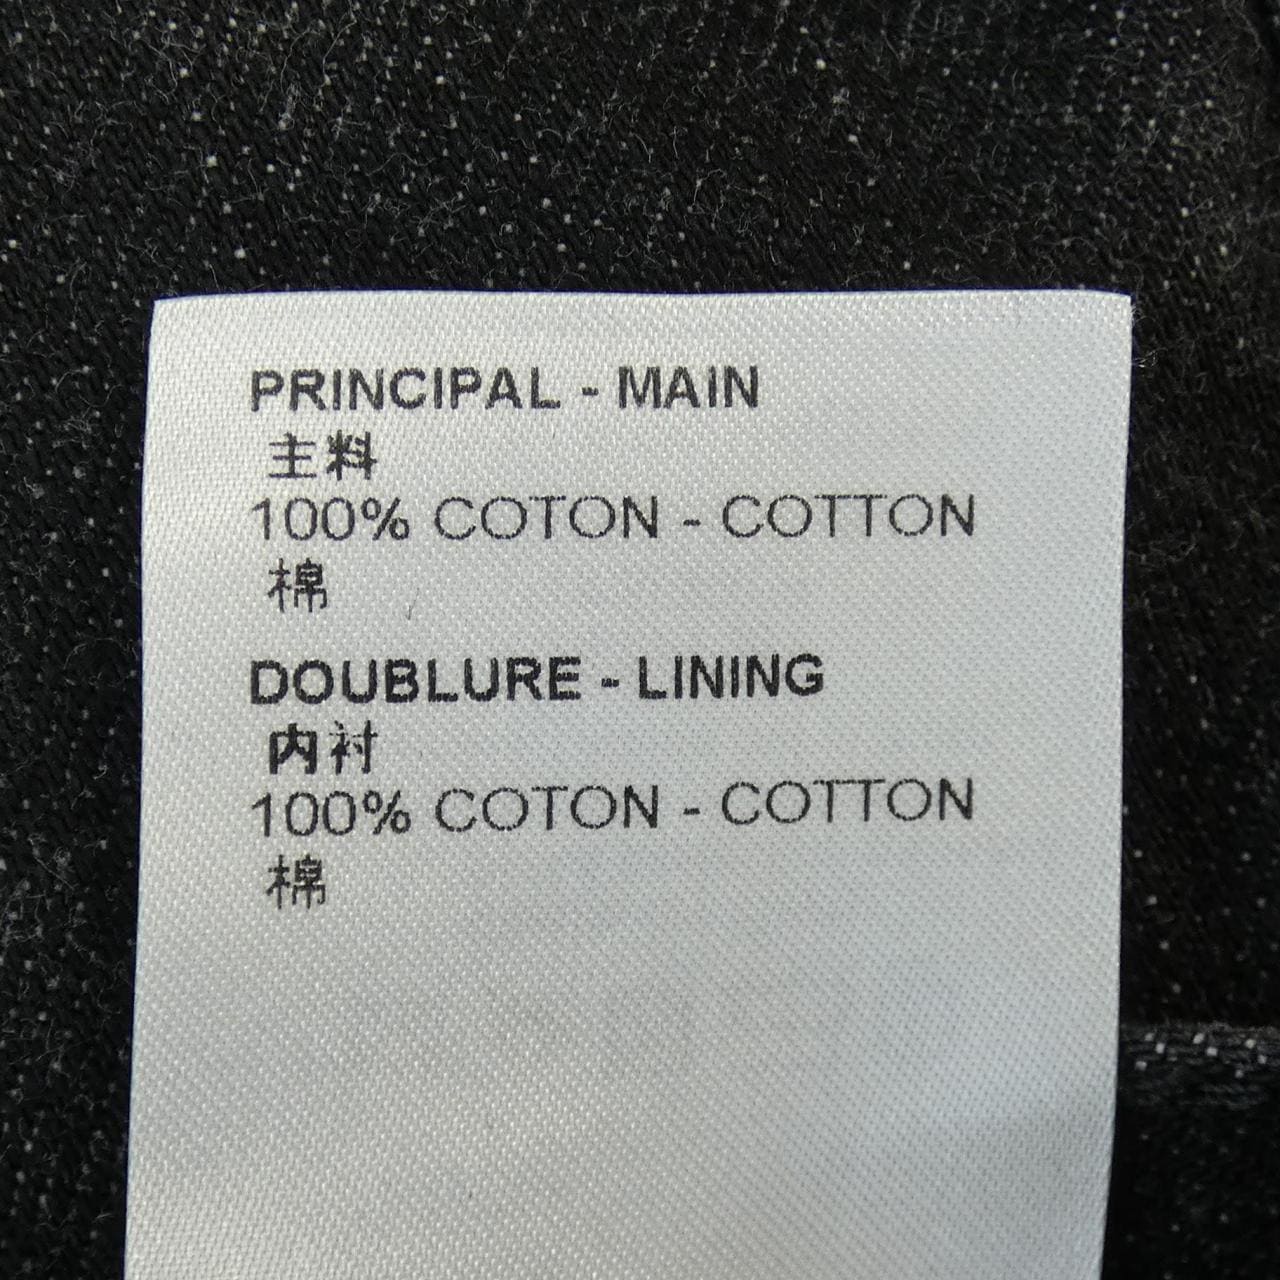 PRINCIPAL - MAIN
主料
100% COTON - COTTON
棉
DOUBLURE - LINING
内衬
100% COTON - COTTON
棉